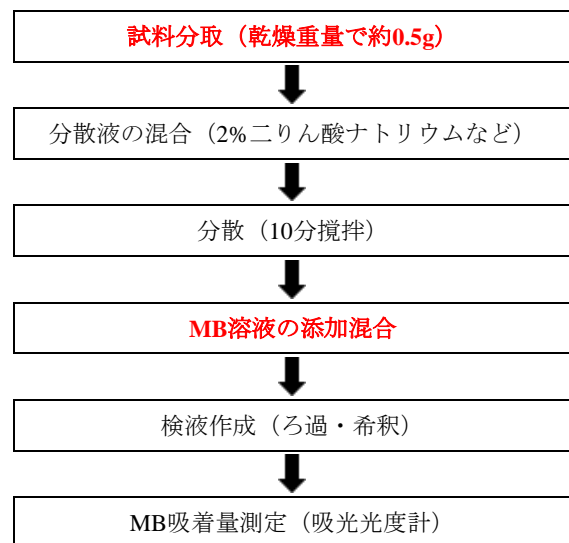 試料分取（乾燥重量で約0.5g）
分散液の混合（2%二りん酸ナトリウムなど）
分散（10分撹拌）
MB溶液の添加混合
検液作成（ろ過・希釈）
MB吸着量測定（吸光光度計）